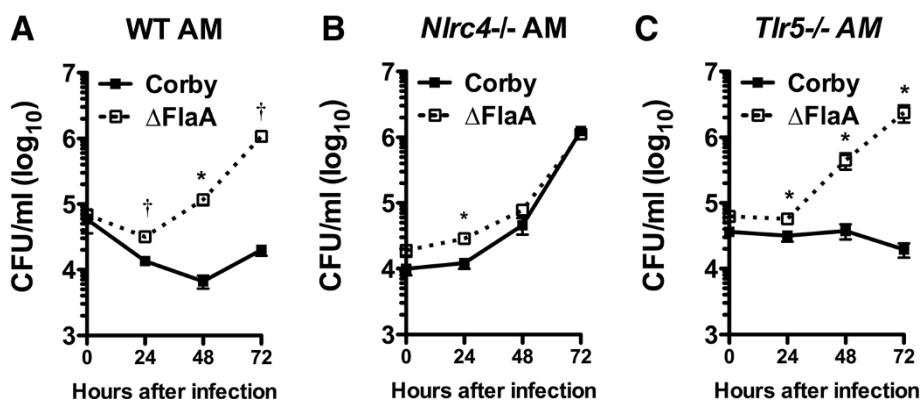 A
WT AM
CFU/ml (log10)
7
6
5
4
3
Corby
ΔFlaA
†
*
†
0
24
48
72
Hours after infection
B
Nlrc4-/- AM
CFU/ml (log10)
7
6
5
4
3
Corby
ΔFlaA
*
0
24
48
72
Hours after infection
C
Tlr5-/- AM
CFU/ml (log10)
7
6
5
4
3
Corby
ΔFlaA
*
*
*
0
24
48
72
Hours after infection